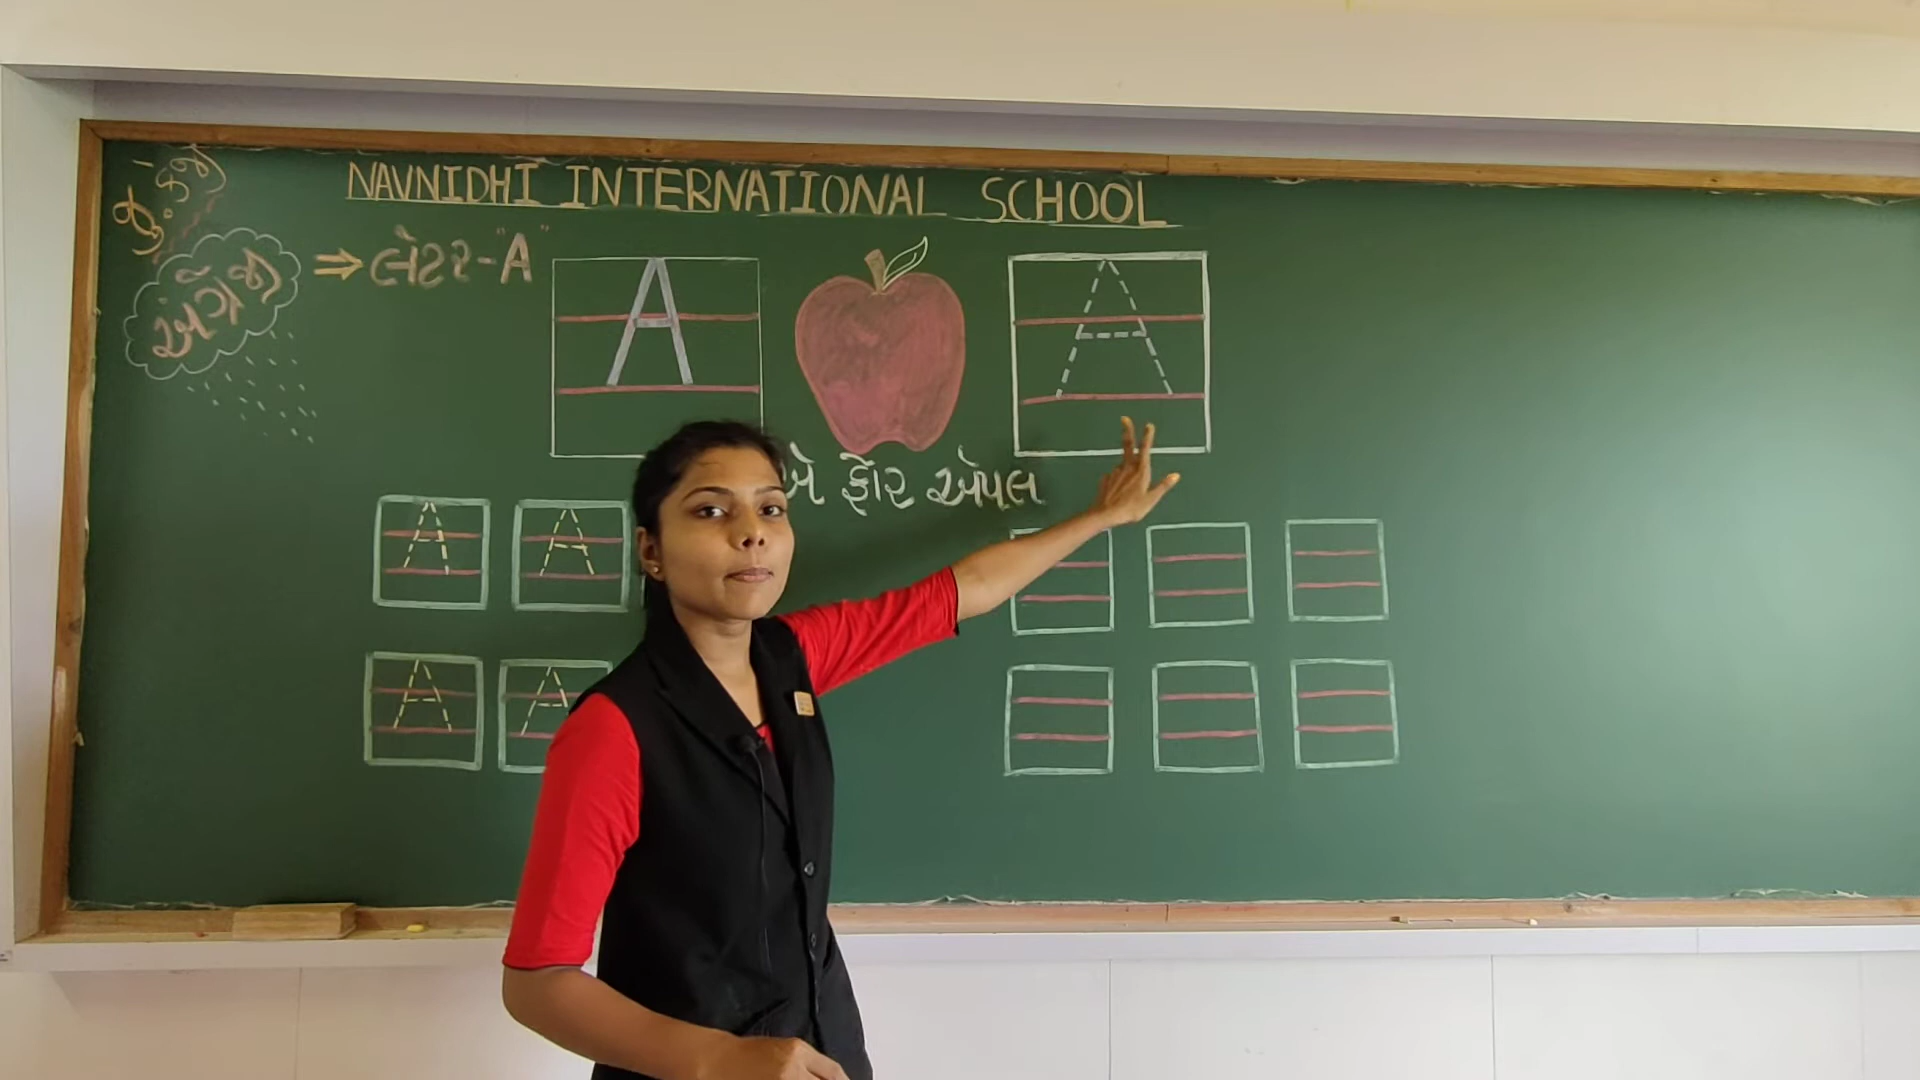 જુ.કેજી
NAVNIDHI INTERNATIONAL SCHOOL
અંગ્રેજી ⇒ લેટર-"A"
A A
એ ફોર એપલ
A A
A A